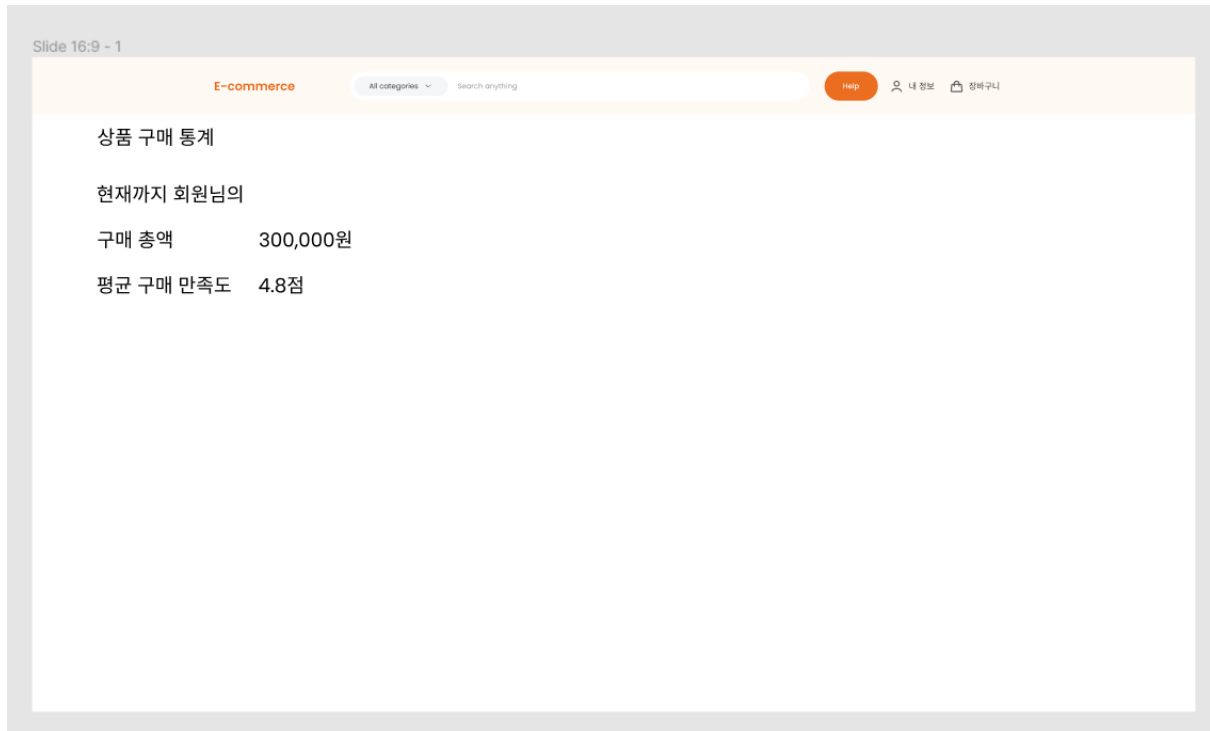 Slide 16:9 - 1
E-commerce All categories Search anything Help 내 정보 장바구니
상품 구매 통계
현재까지 회원님의
구매 총액 300,000원
평균 구매 만족도 4.8점